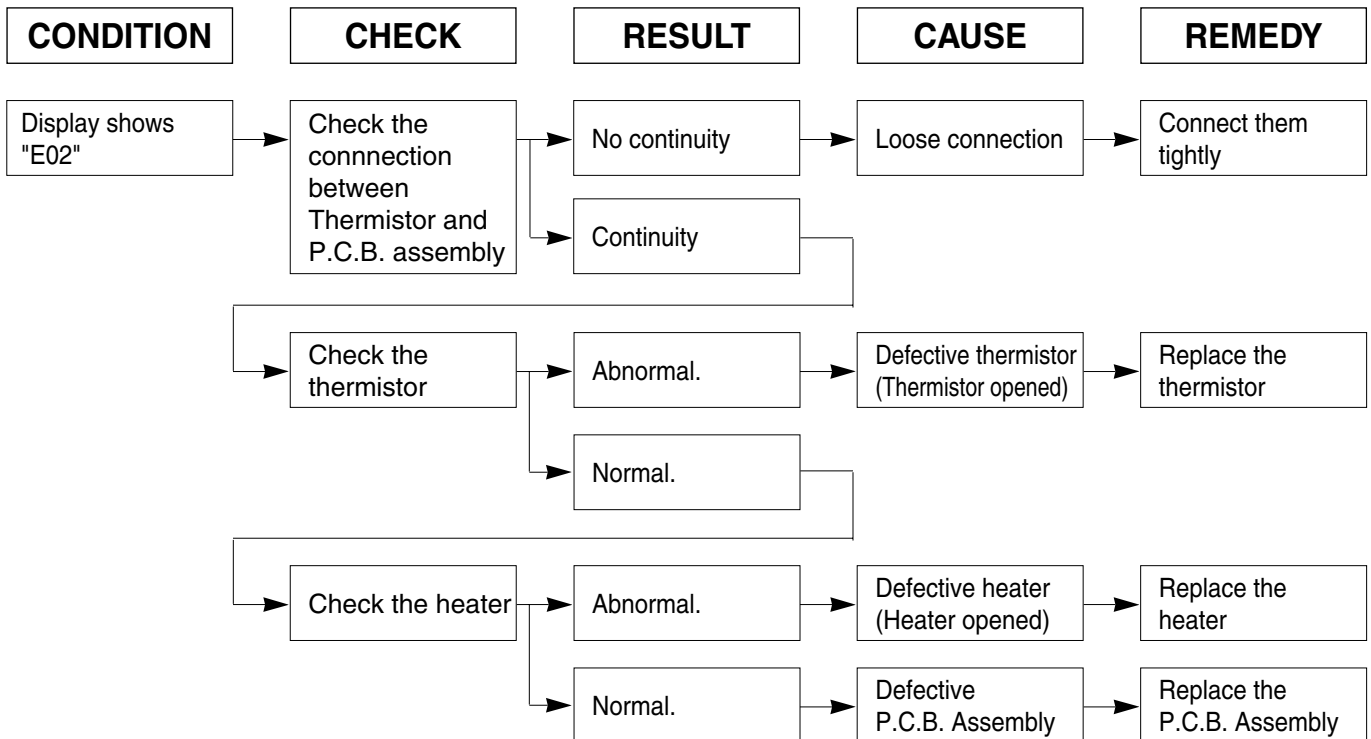 CONDITION
CHECK
RESULT
CAUSE
REMEDY
Display shows
"E02"
Check the
connnection
between
Thermistor and
P.C.B. assembly
No continuity
Loose connection
Connect them
tightly
Continuity
Check the
thermistor
Abnormal.
Defective thermistor
(Thermistor opened)
Replace the
thermistor
Normal.
Check the heater
Abnormal.
Defective heater
(Heater opened)
Replace the
heater
Normal.
Defective
P.C.B. Assembly
Replace the
P.C.B. Assembly